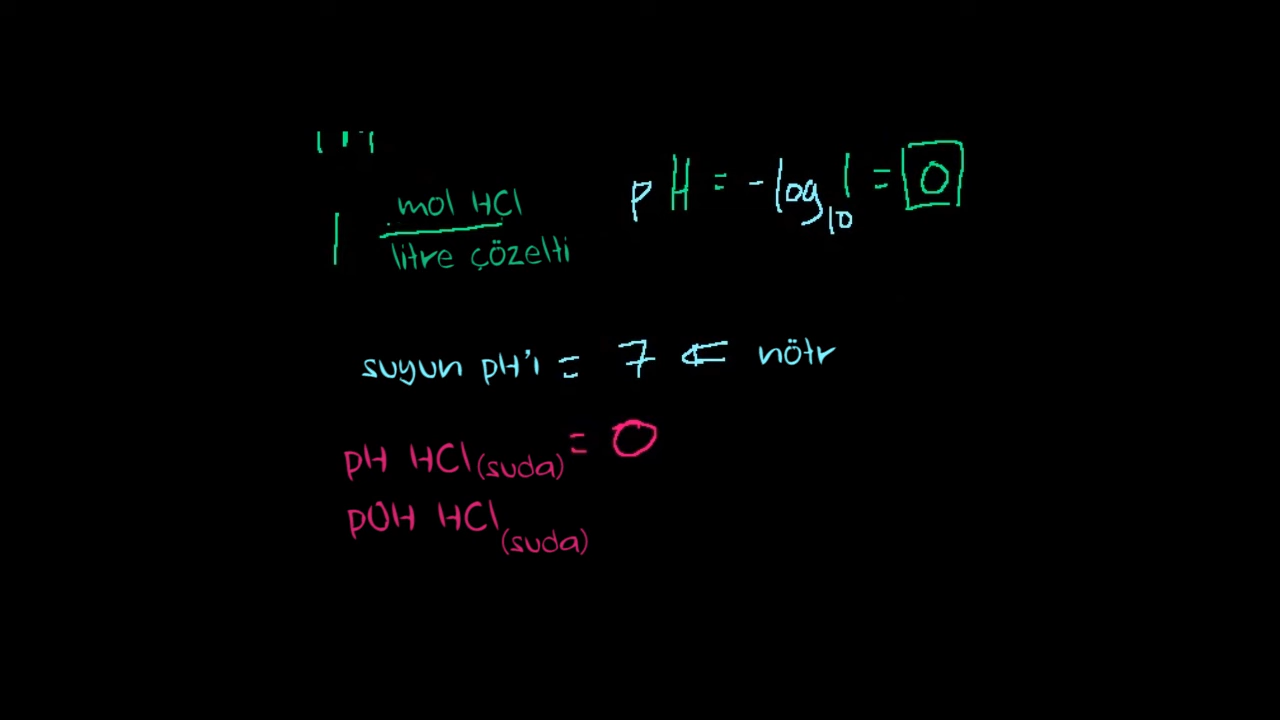 1 mol HCl
litre çözelti
pH = -log₁₀ 1 = 0
suyun pH'ı = 7 ⇐ nötr
pH HCl(suda) = 0
pOH HCl(suda)